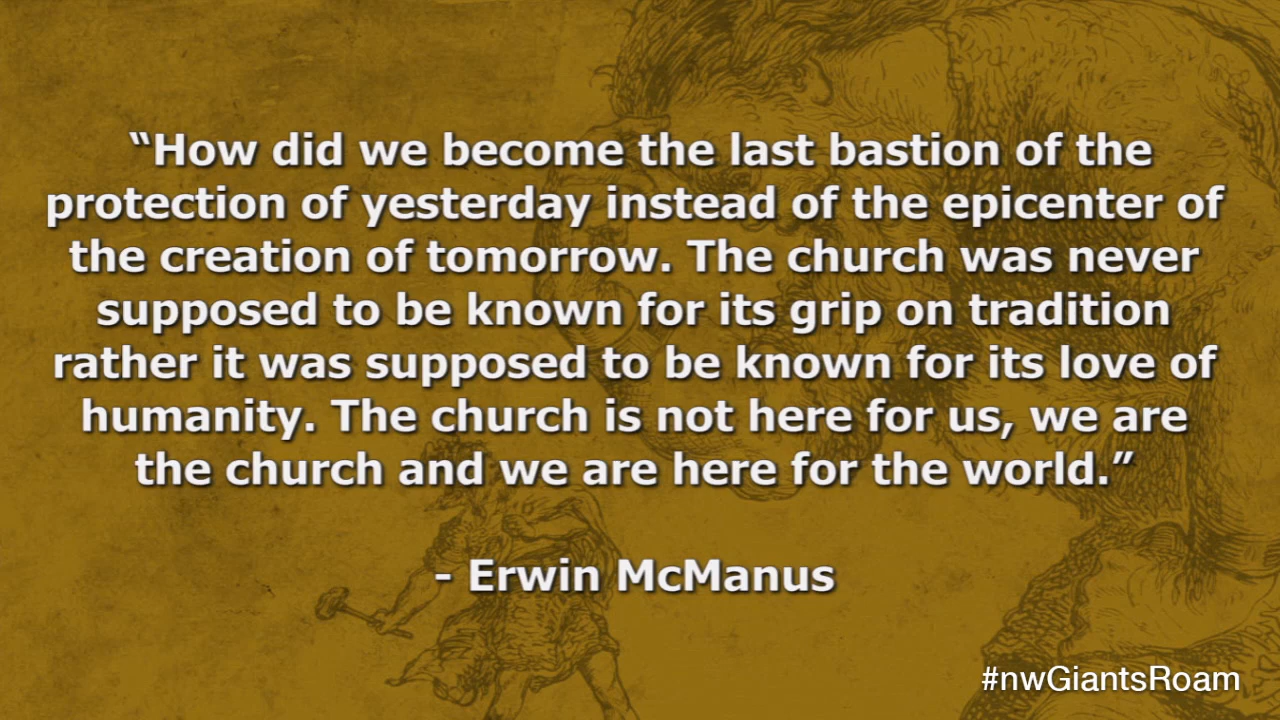 “How did we become the last bastion of the
protection of yesterday instead of the epicenter of
the creation of tomorrow. The church was never
supposed to be known for its grip on tradition
rather it was supposed to be known for its love of
humanity. The church is not here for us, we are
the church and we are here for the world.”
- Erwin McManus
#nwGiantsRoam